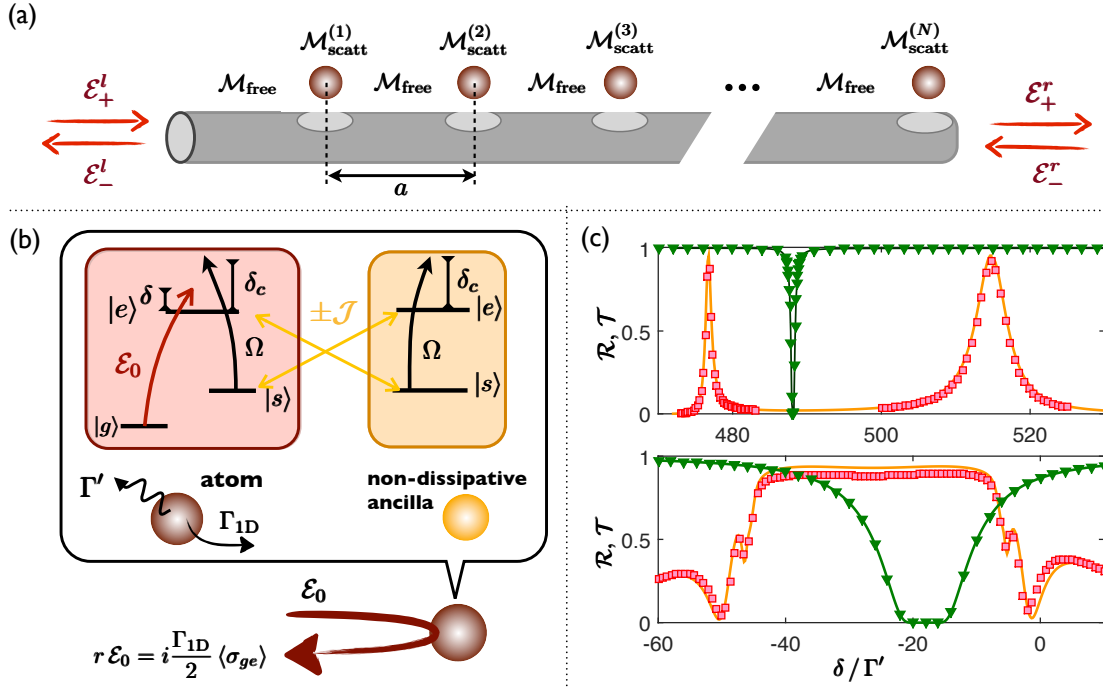 (a)
ℳ_scatt^(1) ℳ_scatt^(2) ℳ_scatt^(3) ℳ_scatt^(N)
ℳ_free ℳ_free ℳ_free ••• ℳ_free
ℰ_+^l ℰ_+^r
ℰ_-^l ℰ_-^r
a
(b)
δ δ_c δ_c
|e⟩ ±𝒥 |e⟩
ℰ_0 Ω Ω
|s⟩ |s⟩
|g⟩
atom non-dissipative
ancilla
Γ′ Γ_1D
ℰ_0
r ℰ_0 = i Γ_1D/2 ⟨σ_ge⟩
(c)
ℛ, 𝒯
1
0.5
0
480 500 520
ℛ, 𝒯
1
0.5
0
-60 -40 -20 0
δ / Γ′